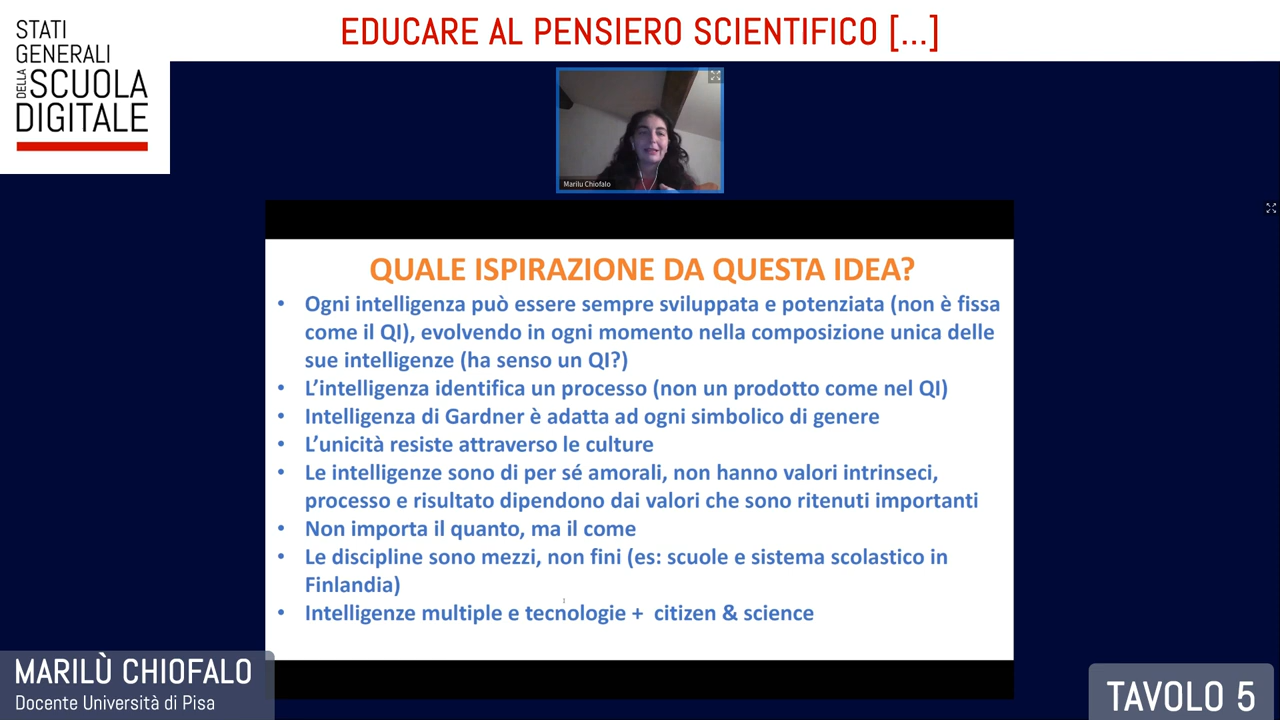 STATI
GENERALI
DELLA SCUOLA
DIGITALE
EDUCARE AL PENSIERO SCIENTIFICO [...]
Marilu Chiofalo
QUALE ISPIRAZIONE DA QUESTA IDEA?
• Ogni intelligenza può essere sempre sviluppata e potenziata (non è fissa
come il QI), evolvendo in ogni momento nella composizione unica delle
sue intelligenze (ha senso un QI?)
• L’intelligenza identifica un processo (non un prodotto come nel QI)
• Intelligenza di Gardner è adatta ad ogni simbolico di genere
• L’unicità resiste attraverso le culture
• Le intelligenze sono di per sé amorali, non hanno valori intrinseci,
processo e risultato dipendono dai valori che sono ritenuti importanti
• Non importa il quanto, ma il come
• Le discipline sono mezzi, non fini (es: scuole e sistema scolastico in
Finlandia)
• Intelligenze multiple e tecnologie +  citizen & science
MARILÙ CHIOFALO
Docente Università di Pisa
TAVOLO 5